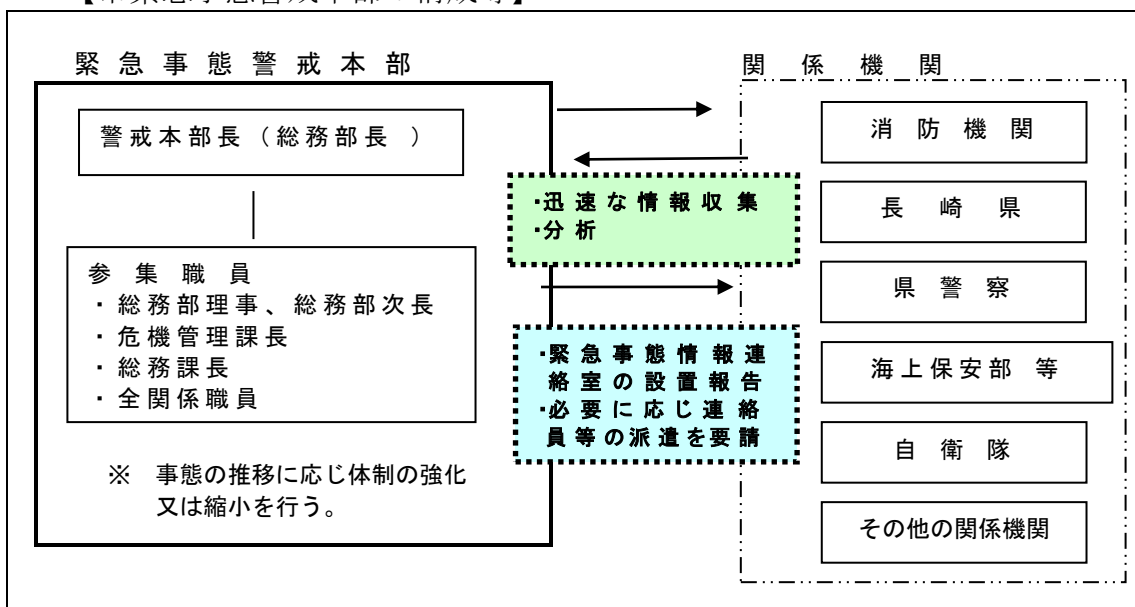 緊急事態警戒本部
警戒本部長（総務部長 ）
参集職員
・総務部理事、総務部次長
・危機管理課長
・総務課長
・全関係職員
※ 事態の推移に応じ体制の強化
又は縮小を行う。
・迅速な情報収集
・分析
・緊急事態情報連
絡室の設置報告
・必要に応じ連絡
員等の派遣を要請
関係機関
消防機関
長崎県
県警察
海上保安部 等
自衛隊
その他の関係機関